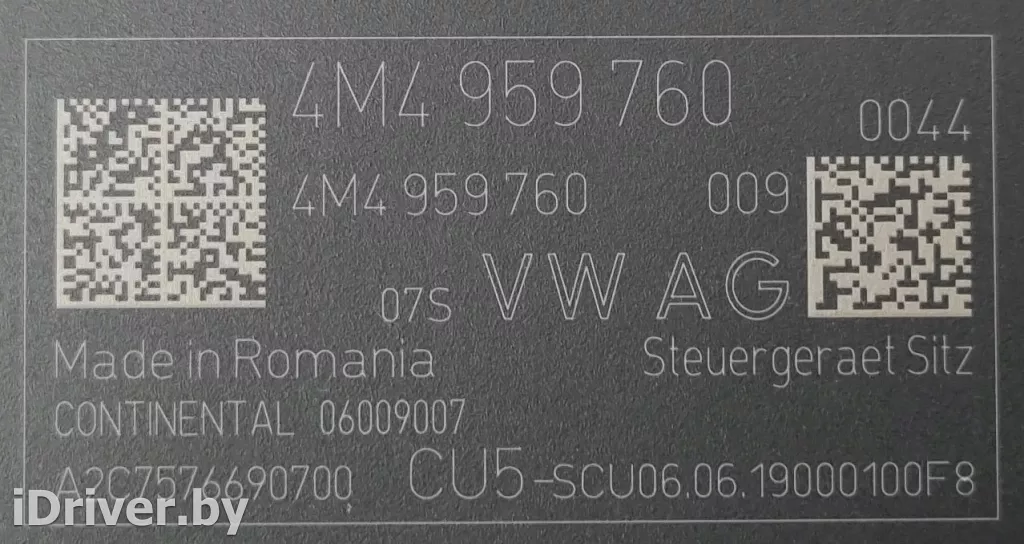 4M4 959 760
0044
4M4 959 760 009
07S VW AG
Made in Romania Steuergeraet Sitz
CONTINENTAL 06009007
A2C7576690700 CU5-SCU06.06.19000100F8
iDriver.by